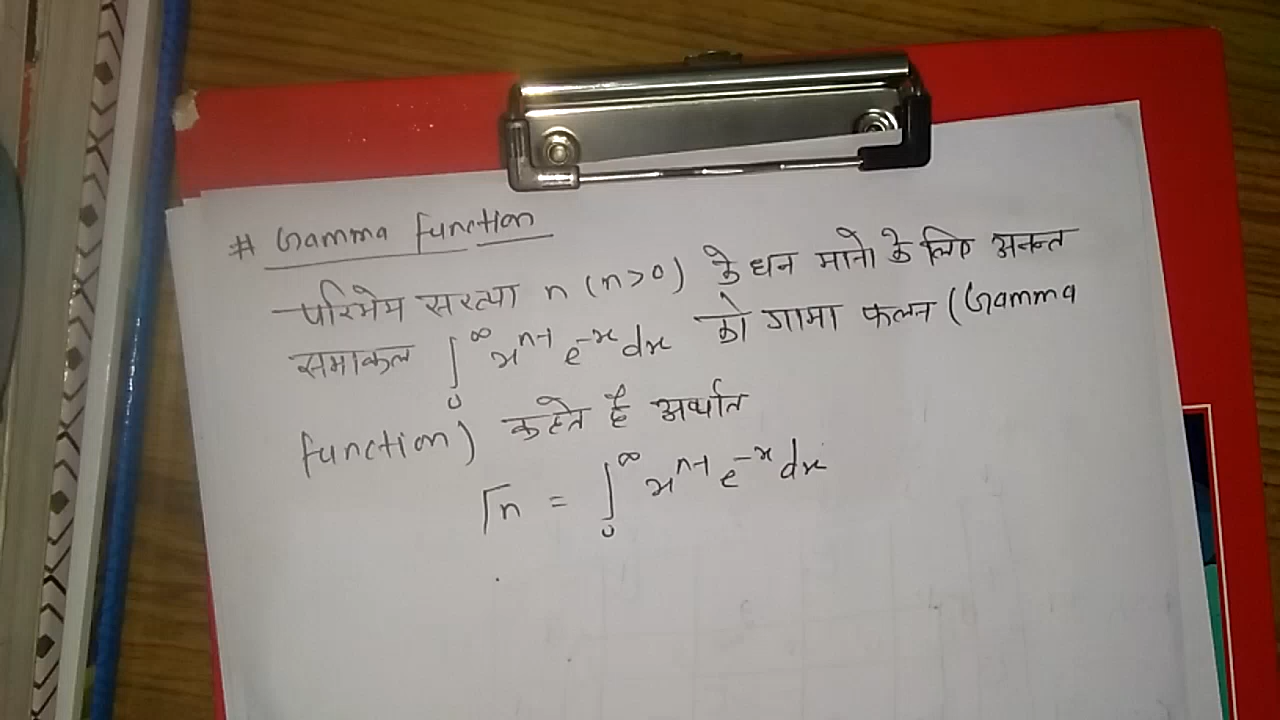 # Gamma function
परिमेय सख्या n (n>0) के धन मानो के लिए अनन्त
समाकल ∫₀^∞ x^{n-1} e^{-x} dx को गामा फलन (Gamma
function) कहते है अर्थात
Γn = ∫₀^∞ x^{n-1} e^{-x} dx